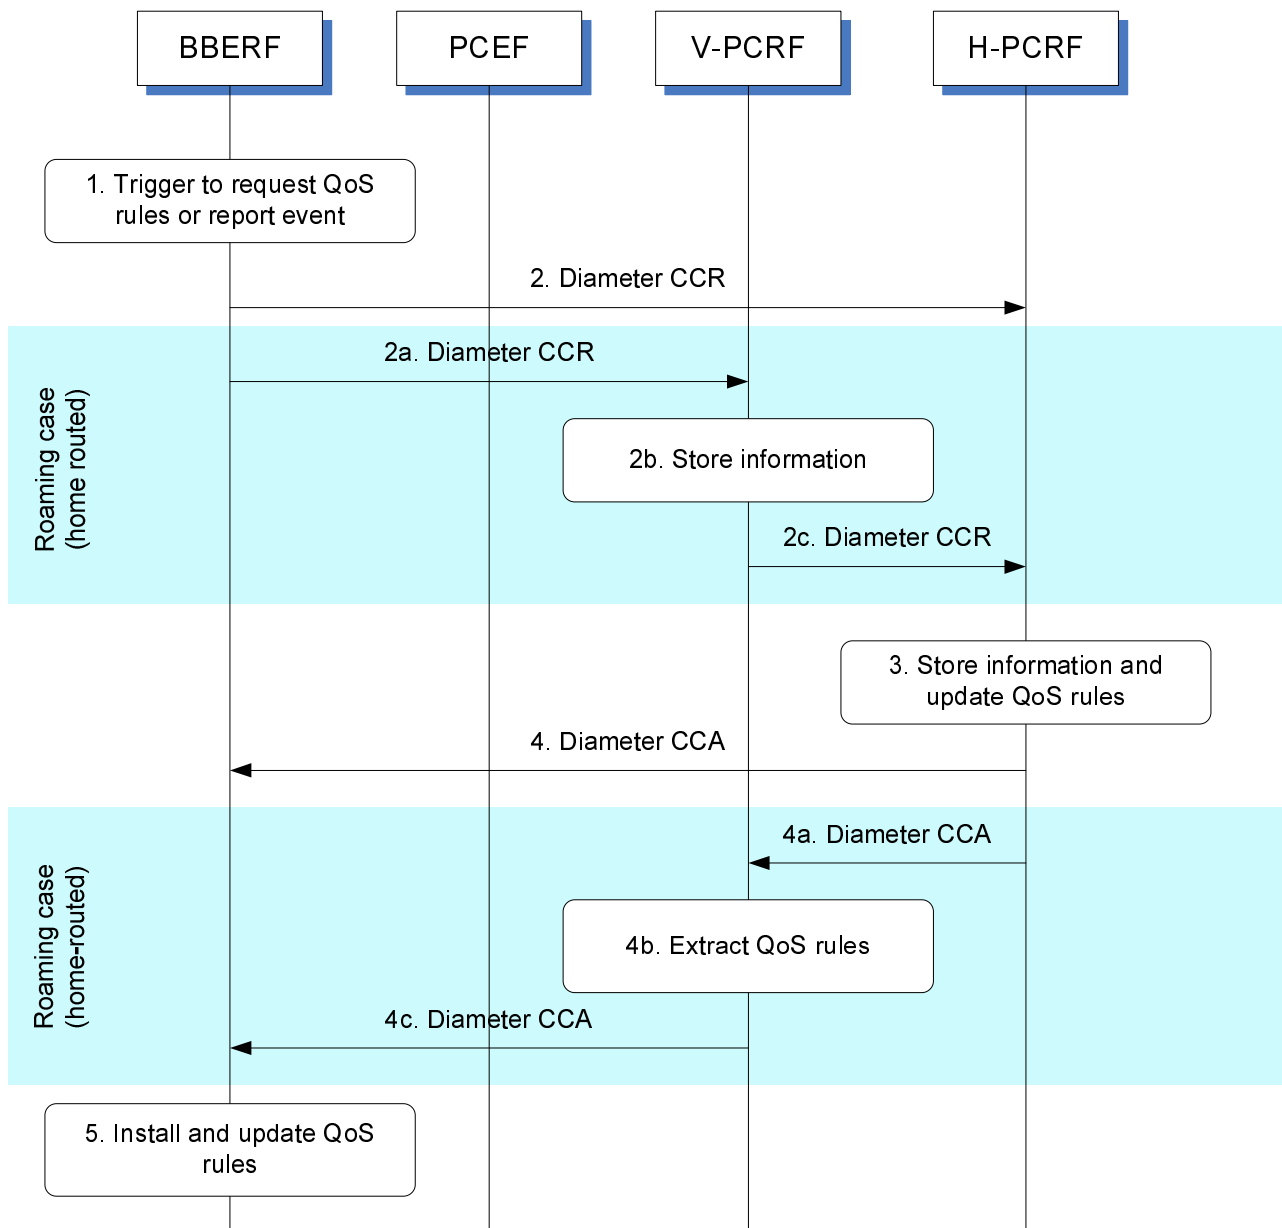 BBERF
PCEF
V-PCRF
H-PCRF
1. Trigger to request QoS
rules or report event
2. Diameter CCR
2a. Diameter CCR
Roaming case
(home routed)
2b. Store information
2c. Diameter CCR
3. Store information and
update QoS rules
4. Diameter CCA
4a. Diameter CCA
Roaming case
(home-routed)
4b. Extract QoS rules
4c. Diameter CCA
5. Install and update QoS
rules